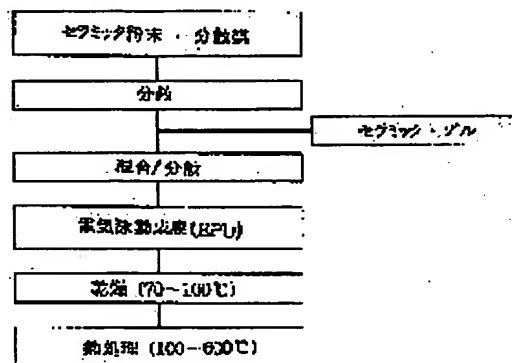 セラミック粉末・分散媒
分散
セラミック・ゾル
混合/分散
電気泳動成膜(EPD)
乾燥 (70~100℃)
熱処理 (100~600℃)